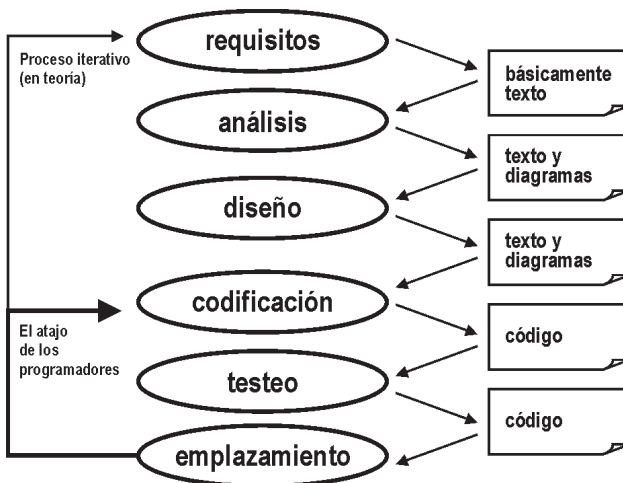 requisitos
Proceso iterativo
(en teoría)
básicamente
texto
análisis
texto y
diagramas
diseño
texto y
diagramas
codificación
El atajo
de los
programadores
código
testeo
código
emplazamiento